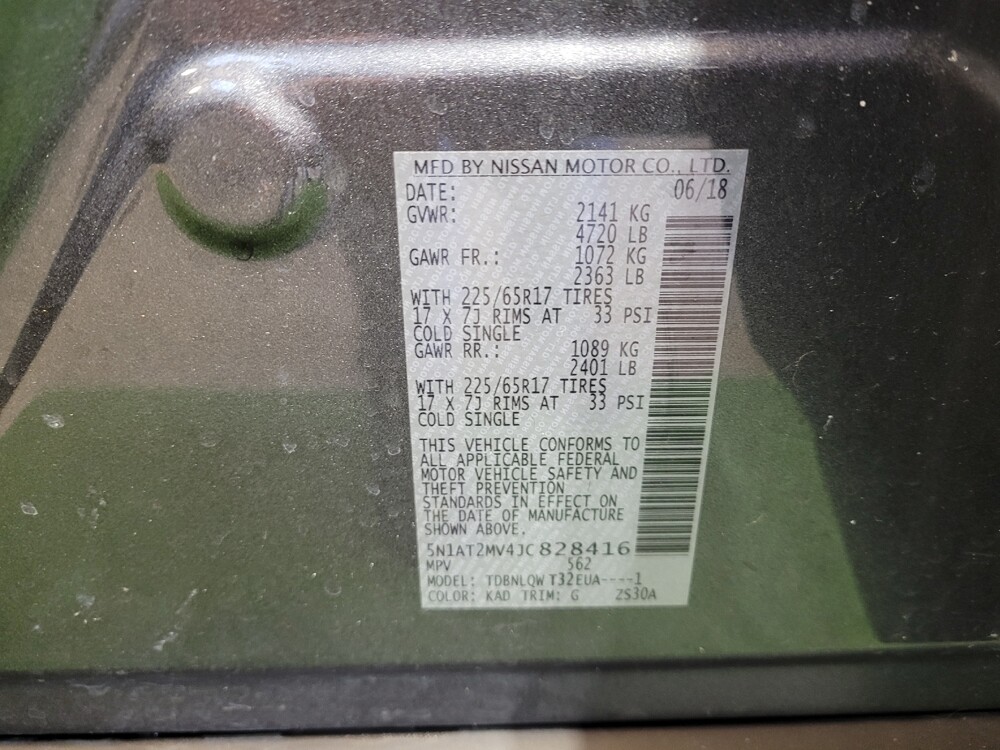 MFD BY NISSAN MOTOR CO., LTD.
DATE: 06/18
GVWR: 2141 KG
4720 LB
GAWR FR.: 1072 KG
2363 LB
WITH 225/65R17 TIRES
17 X 7J RIMS AT 33 PSI
COLD SINGLE
GAWR RR.: 1089 KG
2401 LB
WITH 225/65R17 TIRES
17 X 7J RIMS AT 33 PSI
COLD SINGLE
THIS VEHICLE CONFORMS TO
ALL APPLICABLE FEDERAL
MOTOR VEHICLE SAFETY AND
THEFT PREVENTION
STANDARDS IN EFFECT ON
THE DATE OF MANUFACTURE
SHOWN ABOVE.
5N1AT2MV4JC828416
MPV 562
MODEL: TDBNLQW T32EUA----1
COLOR: KAD TRIM: G ZS30A